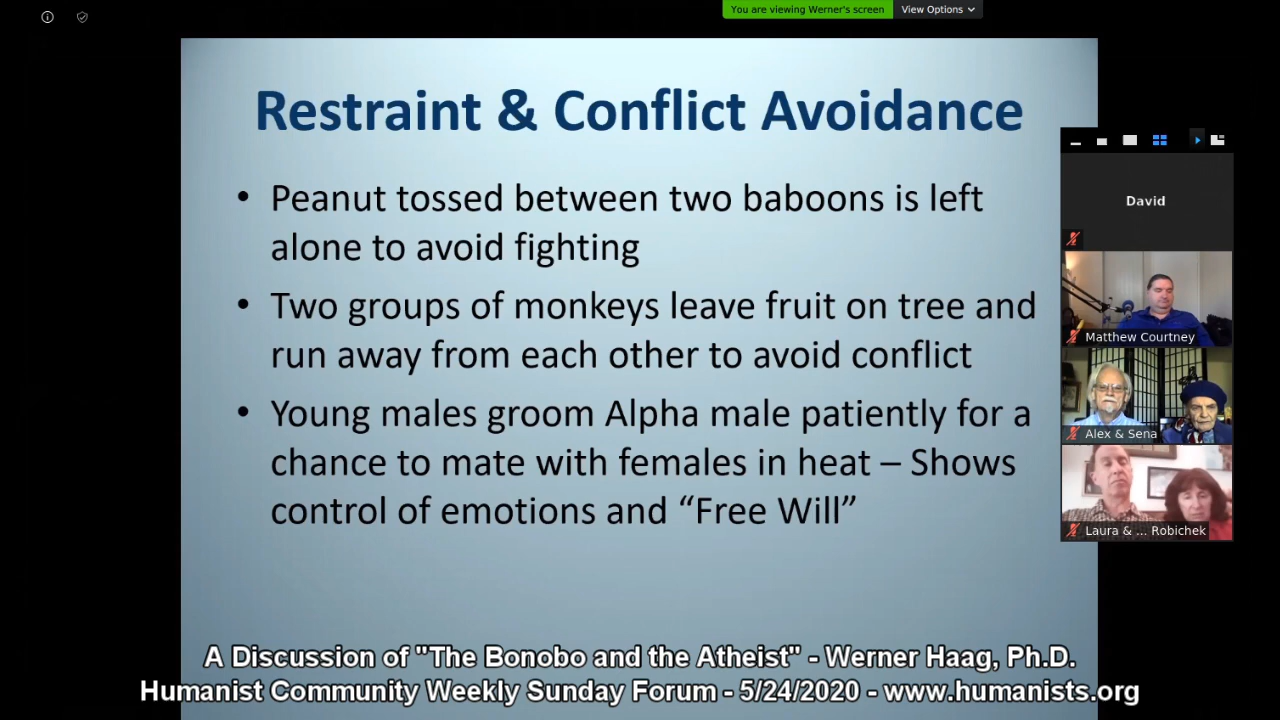 You are viewing Werner's screen
View Options
Restraint & Conflict Avoidance
• Peanut tossed between two baboons is left
alone to avoid fighting
• Two groups of monkeys leave fruit on tree and
run away from each other to avoid conflict
• Young males groom Alpha male patiently for a
chance to mate with females in heat – Shows
control of emotions and “Free Will”
David
Matthew Courtney
Alex & Sena
Laura & ... Robichek
A Discussion of "The Bonobo and the Atheist" - Werner Haag, Ph.D.
Humanist Community Weekly Sunday Forum - 5/24/2020 - www.humanists.org